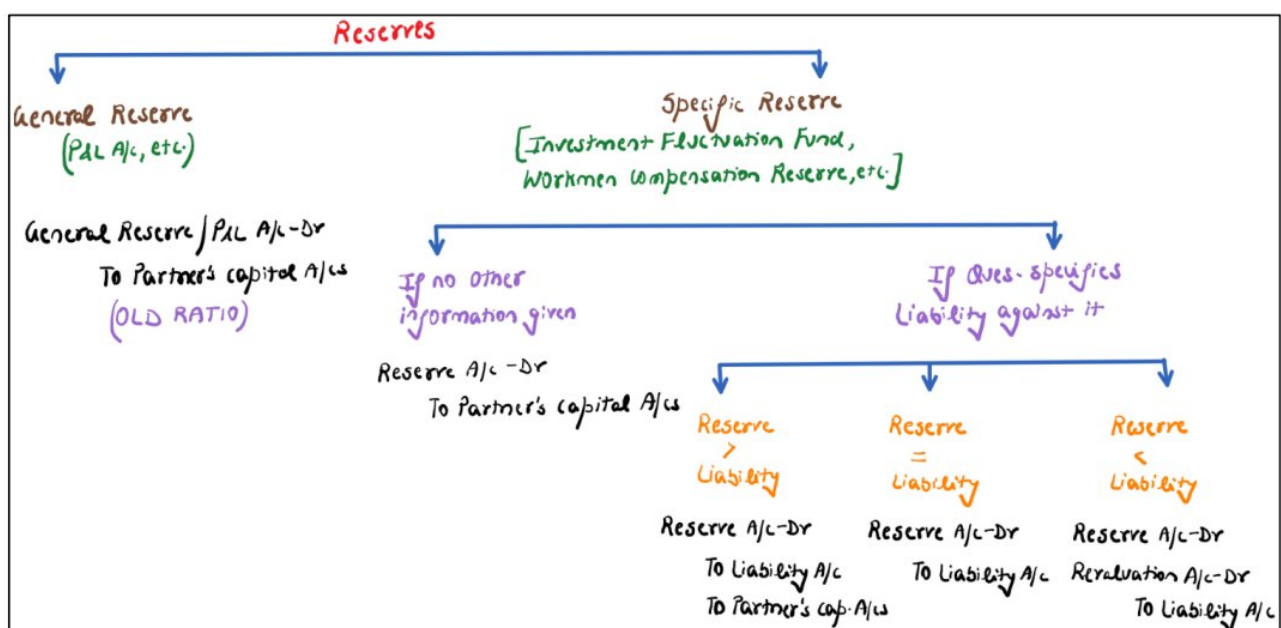 Reserves
General Reserve
(P&L A/c, etc.)
Specific Reserve
[Investment Fluctuation Fund,
Workmen Compensation Reserve, etc.]
General Reserve/P&L A/c-Dr
To Partner's capital A/cs
(OLD RATIO)
If no other
information given
Reserve A/c-Dr
To Partner's capital A/cs
If Ques. specifies
Liability against it
Reserve
>
Liability
Reserve A/c-Dr
To Liability A/c
To Partner's cap. A/cs
Reserve
=
Liability
Reserve A/c-Dr
To Liability A/c
Reserve
<
Liability
Reserve A/c-Dr
Revaluation A/c-Dr
To Liability A/c